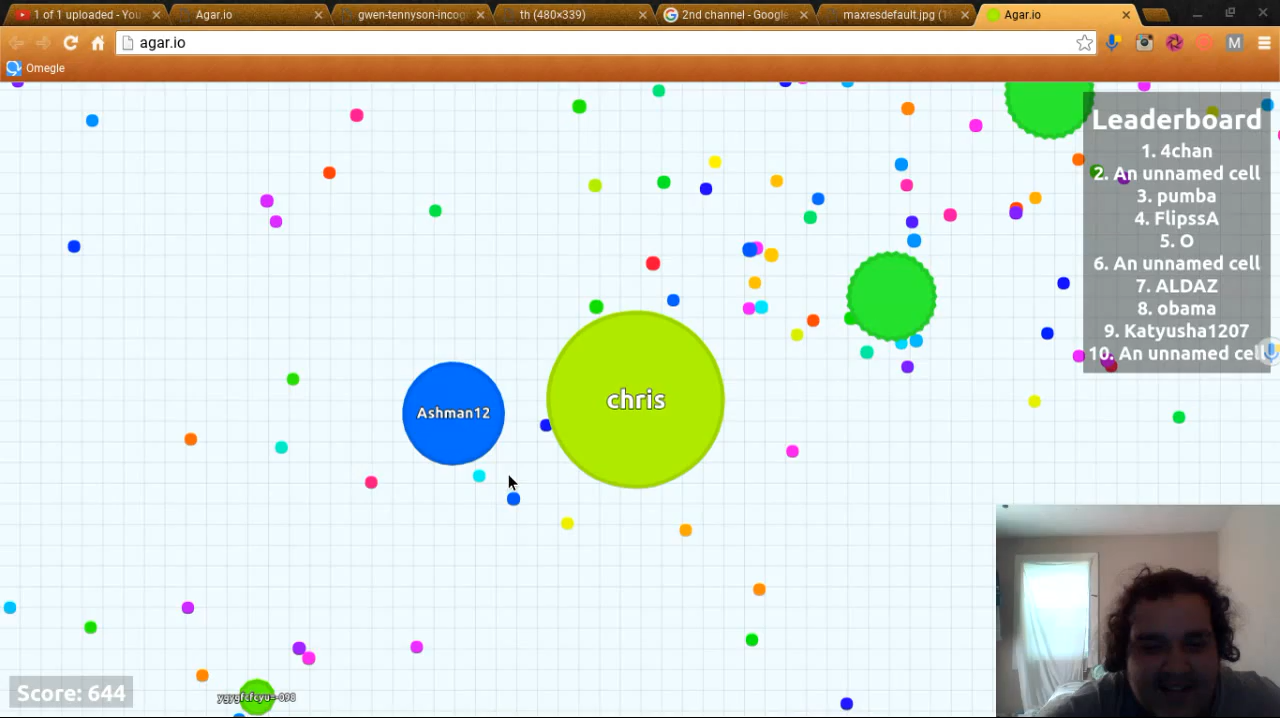 1 of 1 uploaded - You
Agar.io
gwen-tennyson-incog
th (480×339)
2nd channel - Google
maxresdefault.jpg (1
Agar.io
agar.io
M
Omegle
Leaderboard
1. 4chan
2. An unnamed cell
3. pumba
4. FlipssA
5. O
6. An unnamed cell
7. ALDAZ
8. obama
9. Katyusha1207
10. An unnamed cell
Ashman12
chris
Score: 644